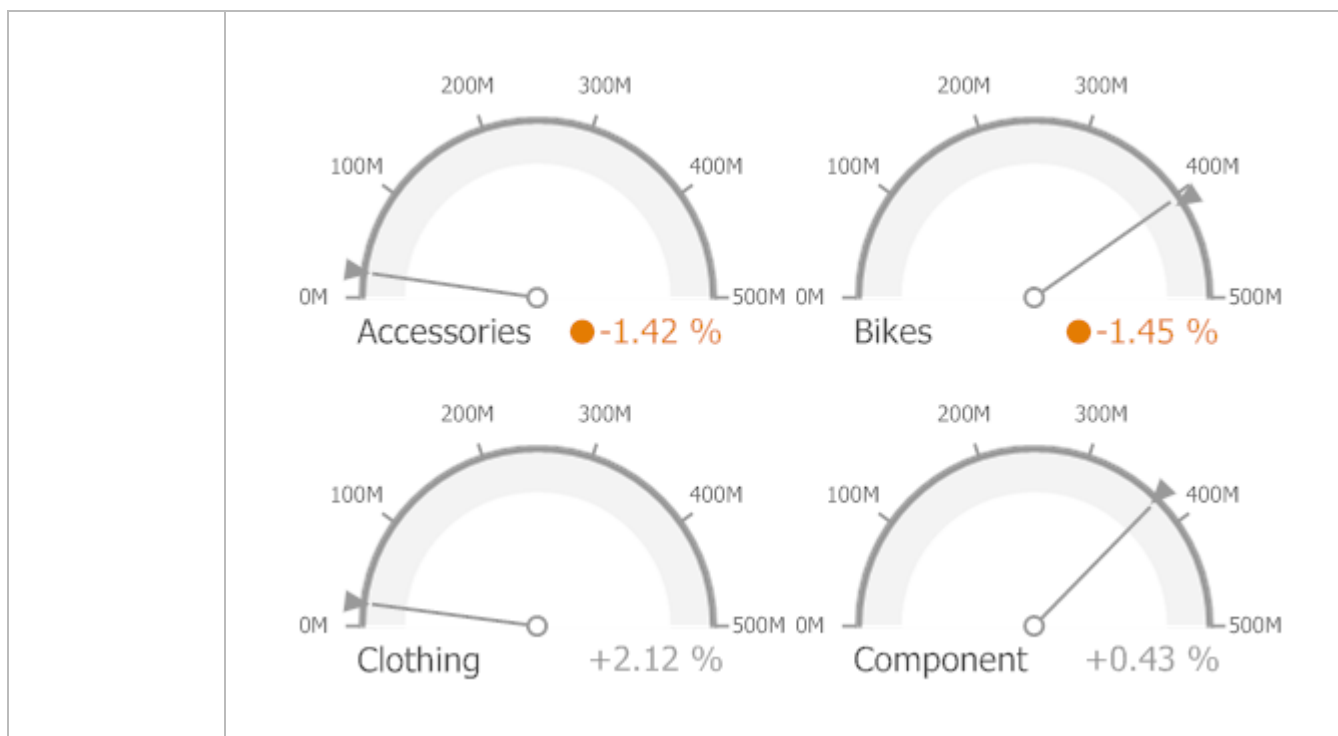 200M 300M 200M 300M
100M 400M 100M 400M
0M 500M 0M 500M
Accessories -1.42 % Bikes -1.45 %
200M 300M 200M 300M
100M 400M 100M 400M
0M 500M 0M 500M
Clothing +2.12 % Component +0.43 %